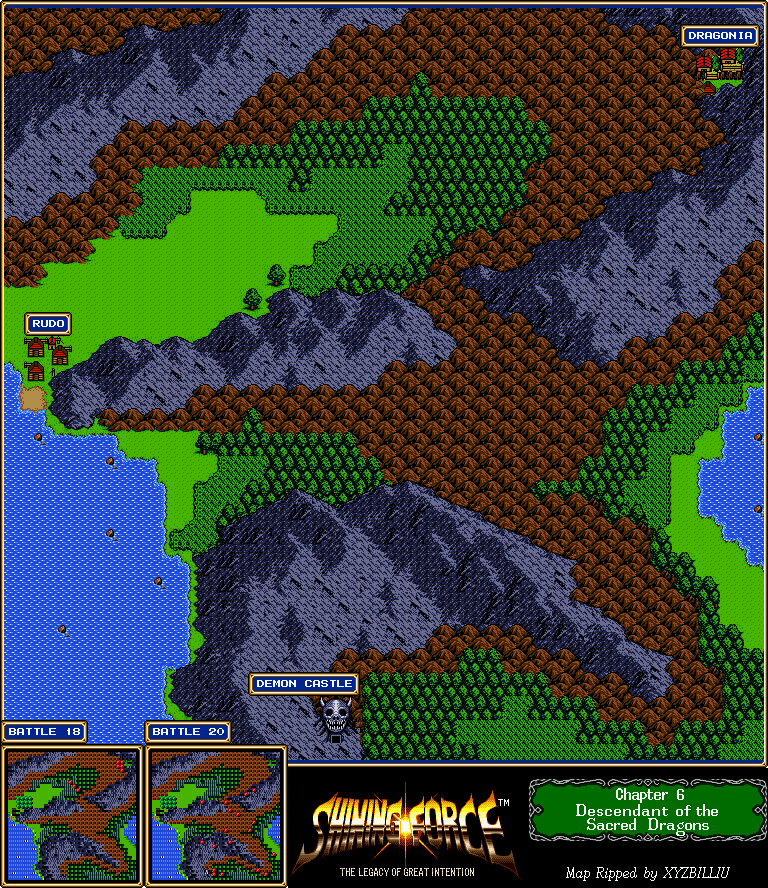 DRAGONIA
RUDO
DEMON CASTLE
BATTLE 18
BATTLE 20
SHINING FORCE™
THE LEGACY OF GREAT INTENTION
Chapter 6
Descendant of the
Sacred Dragons
Map Ripped by XYZBILLIU